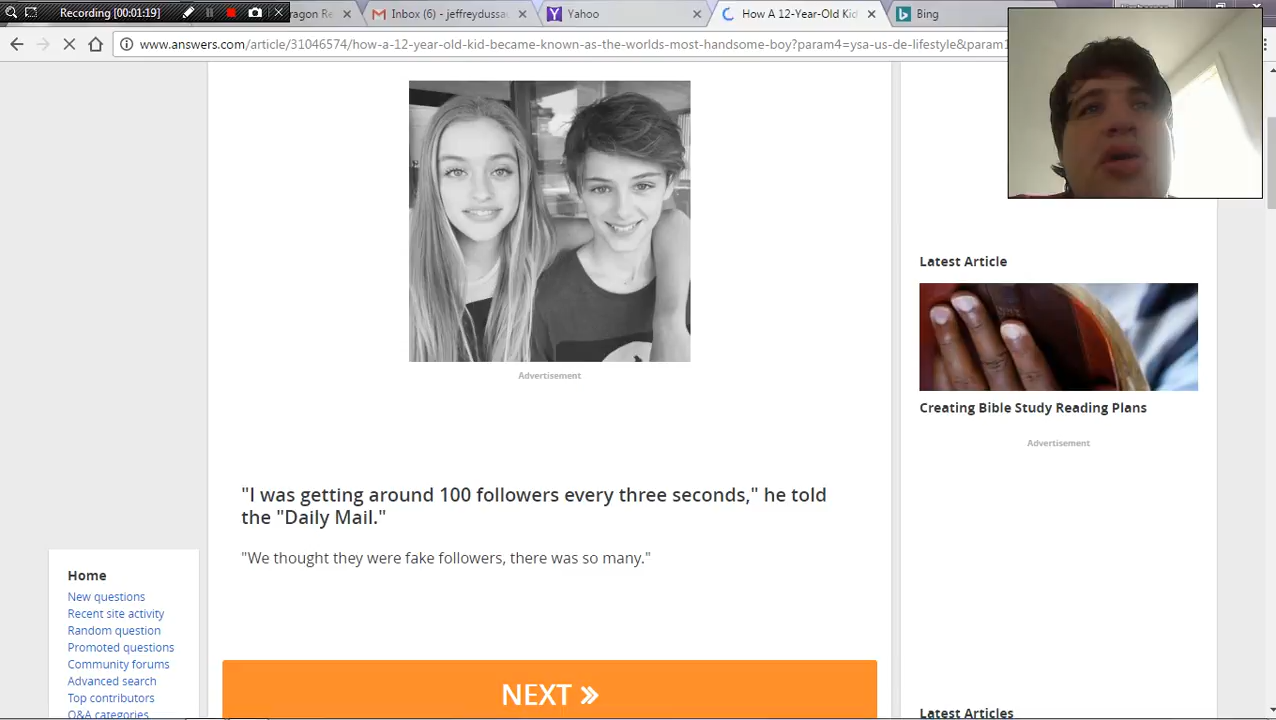 Recording [00:01:19]
ragon Re
Inbox (6) - jeffreydussau
Yahoo
How A 12-Year-Old Kid
Bing
www.answers.com/article/31046574/how-a-12-year-old-kid-became-known-as-the-worlds-most-handsome-boy?param4=ysa-us-de-lifestyle&param1
Advertisement
"I was getting around 100 followers every three seconds," he told
the "Daily Mail."
"We thought they were fake followers, there was so many."
NEXT »
Home
New questions
Recent site activity
Random question
Promoted questions
Community forums
Advanced search
Top contributors
Q&A categories
Latest Article
Creating Bible Study Reading Plans
Advertisement
Latest Articles